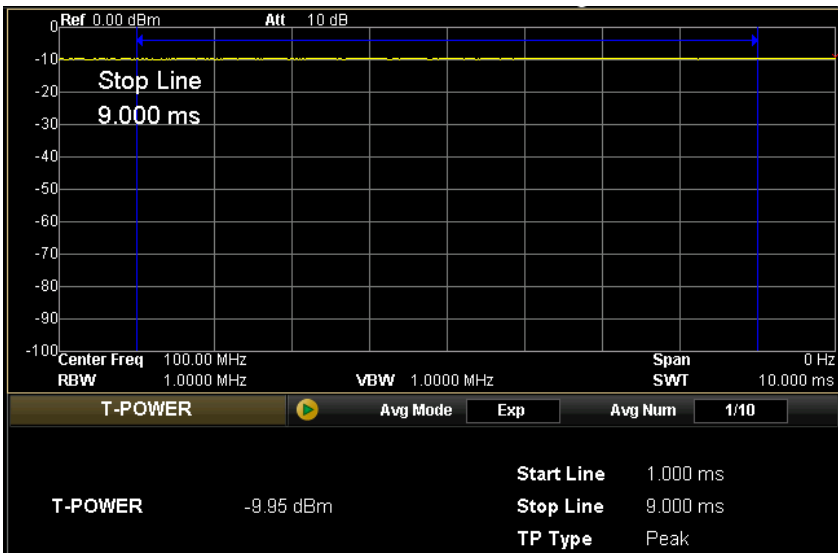 Ref 0.00 dBm Att 10 dB
0
-10
Stop Line
-20
9.000 ms
-30
-40
-50
-60
-70
-80
-90
-100
Center Freq 100.00 MHz Span 0 Hz
RBW 1.0000 MHz VBW 1.0000 MHz SWT 10.000 ms
T-POWER Avg Mode Exp Avg Num 1/10
Start Line 1.000 ms
T-POWER -9.95 dBm Stop Line 9.000 ms
TP Type Peak